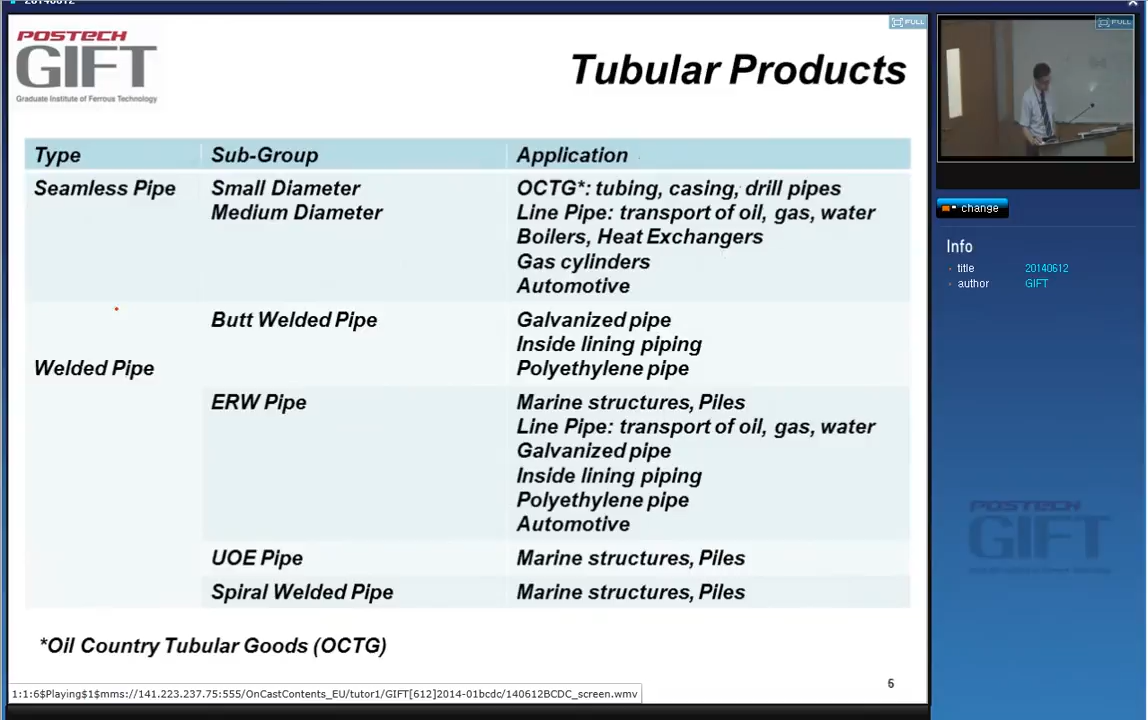 20140612
POSTECH
GIFT
Graduate Institute of Ferrous Technology
FULL
Tubular Products
Type Sub-Group Application
Seamless Pipe Small Diameter OCTG*: tubing, casing, drill pipes
Medium Diameter Line Pipe: transport of oil, gas, water
Boilers, Heat Exchangers
Gas cylinders
Automotive
Butt Welded Pipe Galvanized pipe
Inside lining piping
Welded Pipe Polyethylene pipe
ERW Pipe Marine structures, Piles
Line Pipe: transport of oil, gas, water
Galvanized pipe
Inside lining piping
Polyethylene pipe
Automotive
UOE Pipe Marine structures, Piles
Spiral Welded Pipe Marine structures, Piles
*Oil Country Tubular Goods (OCTG)
6
1:1:6$Playing$1$mms://141.223.237.75:555/OnCastContents_EU/tutor1/GIFT[612]2014-01bcdc/140612BCDC_screen.wmv
FULL
change
Info
title 20140612
author GIFT
POSTECH
GIFT